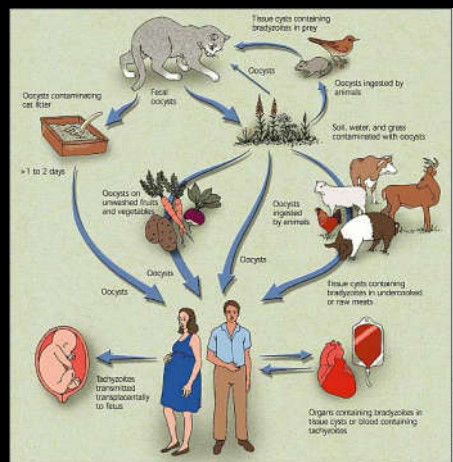 Tissue cysts containing
bradyzoites in prey
Oocysts
Oocysts ingested by
animals
Oocysts contaminating
cat litter
Fecal
oocysts
Soil, water, and grass
contaminated with oocysts
>1 to 2 days
Oocysts on
unwashed fruits
and vegetables
Oocysts
ingested
by animals
Oocysts
Oocysts
Oocysts
Tissue cysts containing
bradyzoites in undercooked
or raw meats
Tachyzoites
transmitted
transplacentally
to fetus
Organs containing bradyzoites in
tissue cysts or blood containing
tachyzoites